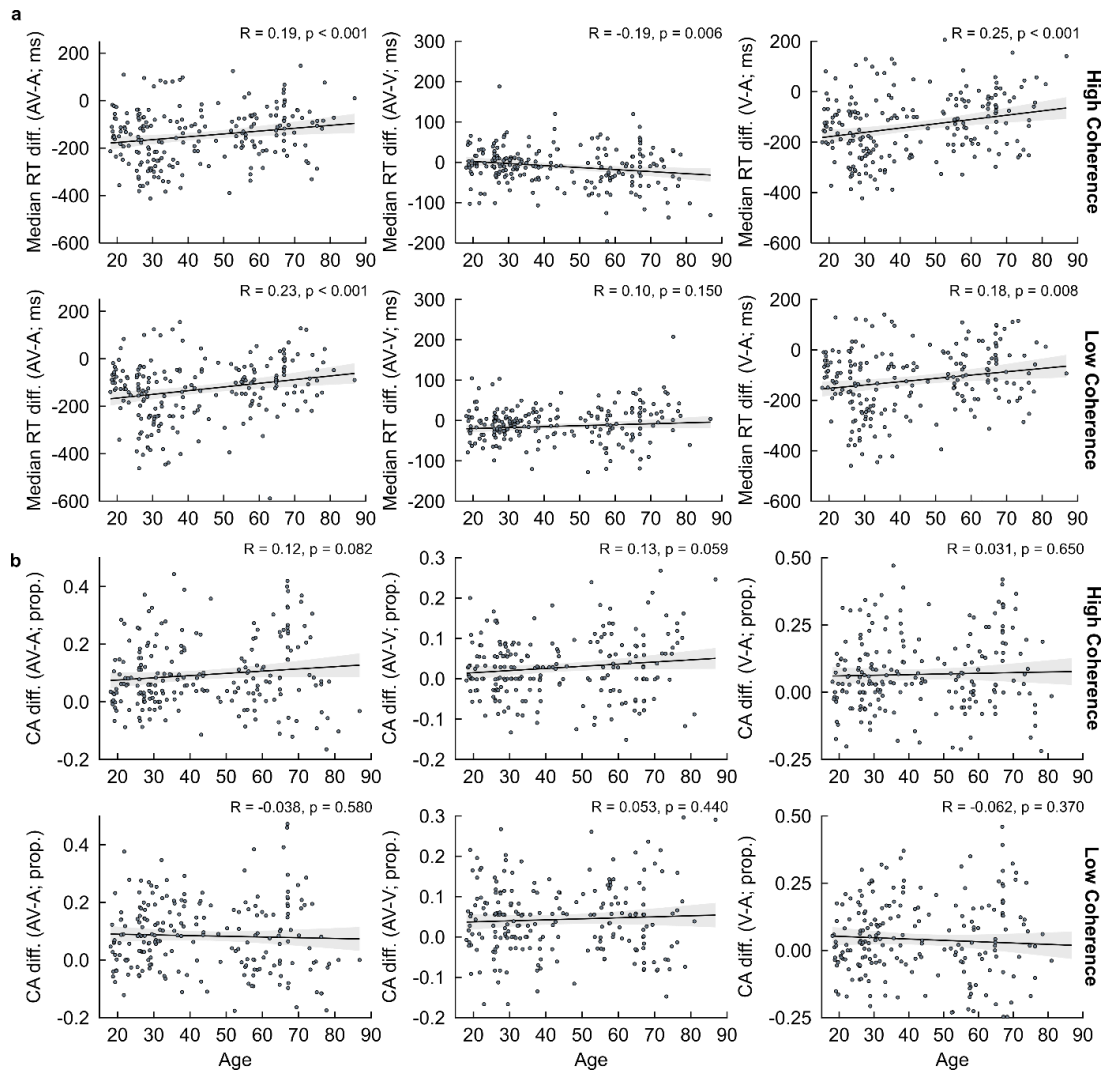 a
R = 0.19, p < 0.001
R = -0.19, p = 0.006
R = 0.25, p < 0.001
Median RT diff. (AV-A; ms)
200
0
-200
-400
-600
20 30 40 50 60 70 80 90
Median RT diff. (AV-V; ms)
300
200
100
0
-100
-200
20 30 40 50 60 70 80 90
Median RT diff. (V-A; ms)
200
0
-200
-400
-600
20 30 40 50 60 70 80 90
High Coherence
R = 0.23, p < 0.001
R = 0.10, p = 0.150
R = 0.18, p = 0.008
Median RT diff. (AV-A; ms)
200
0
-200
-400
-600
20 30 40 50 60 70 80 90
Median RT diff. (AV-V; ms)
300
200
100
0
-100
-200
20 30 40 50 60 70 80 90
Median RT diff. (V-A; ms)
200
0
-200
-400
-600
20 30 40 50 60 70 80 90
Low Coherence
b
R = 0.12, p = 0.082
R = 0.13, p = 0.059
R = 0.031, p = 0.650
CA diff. (AV-A; prop.)
0.4
0.2
0.0
-0.2
20 30 40 50 60 70 80 90
CA diff. (AV-V; prop.)
0.3
0.2
0.1
0.0
-0.1
0.2
20 30 40 50 60 70 80 90
CA diff. (V-A; prop.)
0.50
0.25
0.00
-0.25
20 30 40 50 60 70 80 90
High Coherence
R = -0.038, p = 0.580
R = 0.053, p = 0.440
R = -0.062, p = 0.370
CA diff. (AV-A; prop.)
0.4
0.2
0.0
-0.2
20 30 40 50 60 70 80 90
Age
CA diff. (AV-V; prop.)
0.3
0.2
0.1
0.0
-0.1
-0.2
20 30 40 50 60 70 80 90
Age
CA diff. (V-A; prop.)
0.50
0.25
0.00
-0.25
20 30 40 50 60 70 80 90
Age
Low Coherence